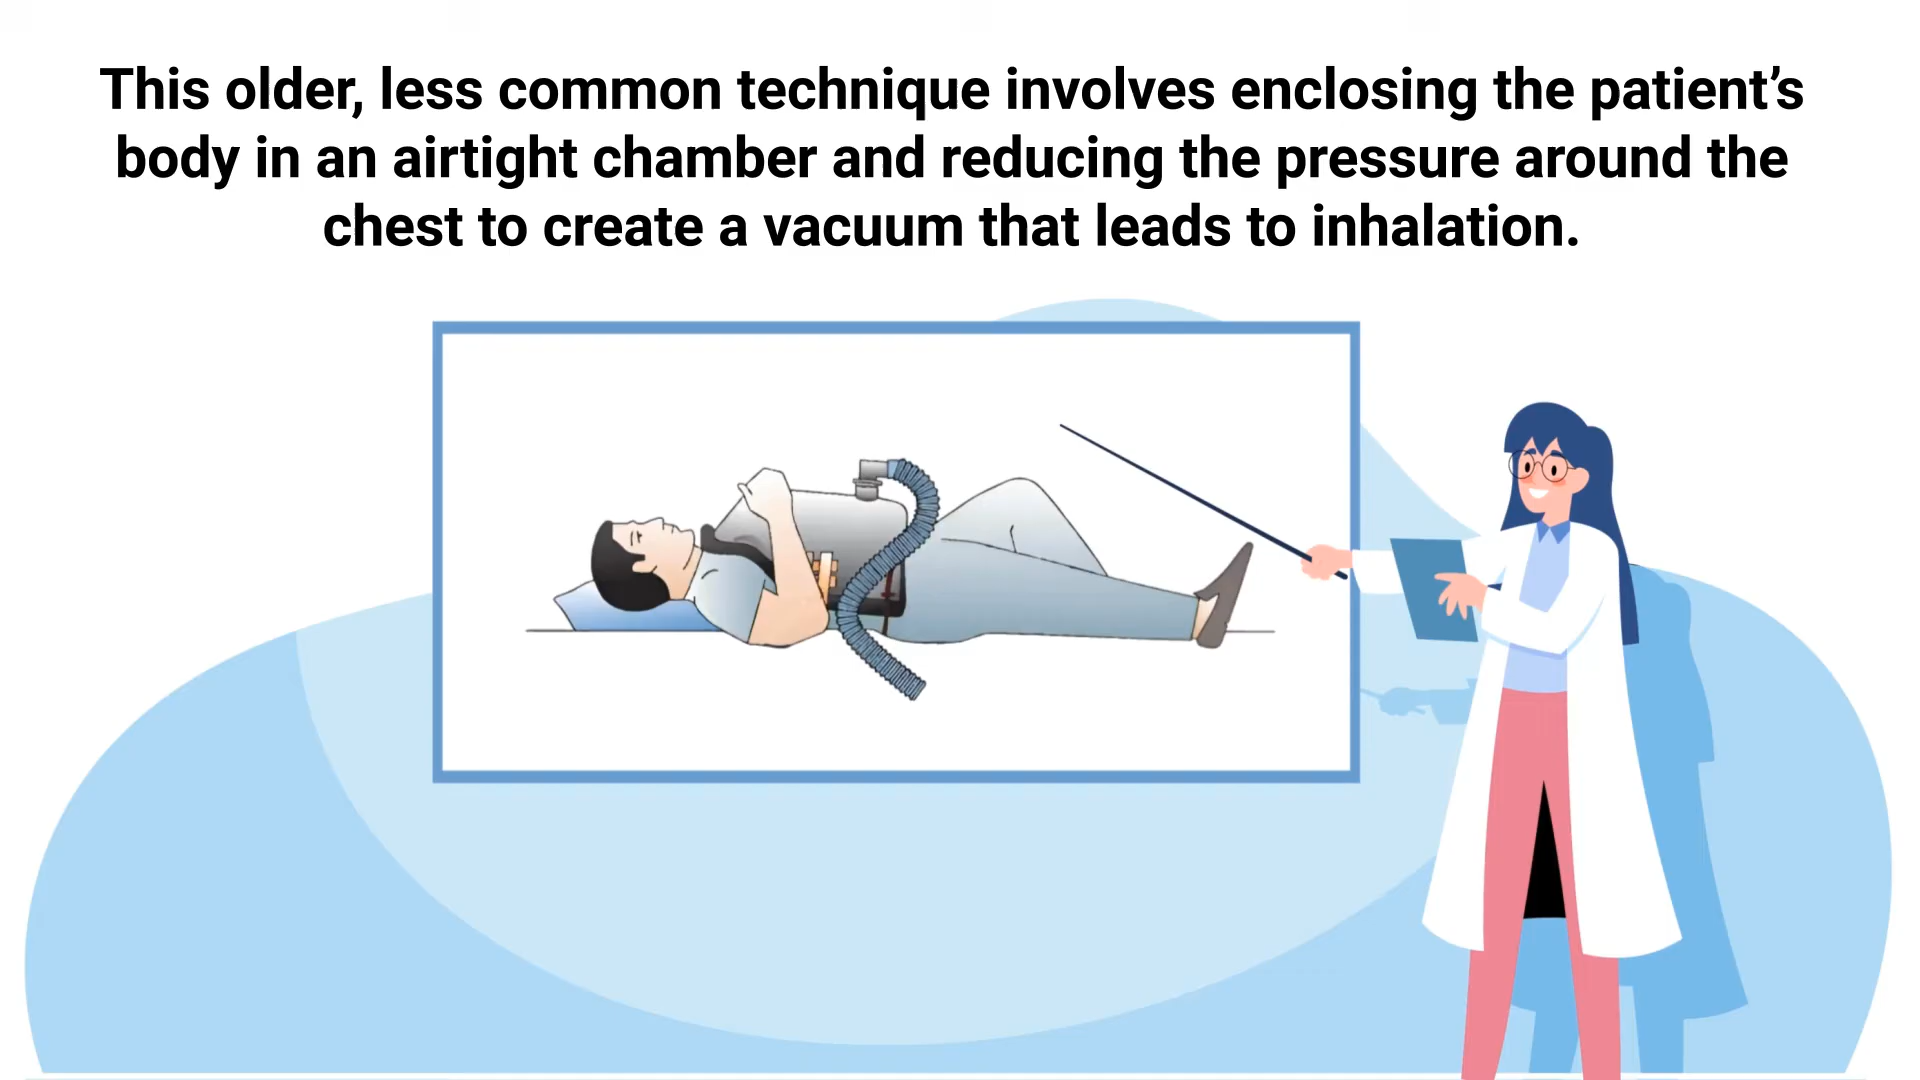 This older, less common technique involves enclosing the patient’s
body in an airtight chamber and reducing the pressure around the
chest to create a vacuum that leads to inhalation.